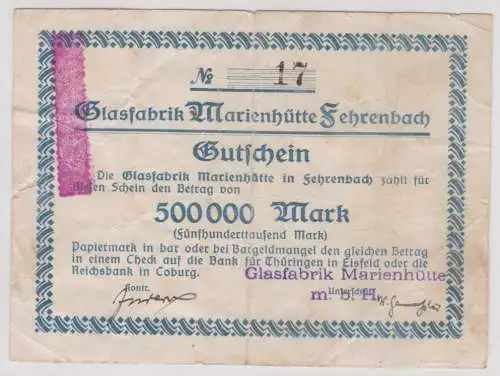 № 17
Glasfabrik Marienhütte Fehrenbach
Gutschein
Die Glasfabrik Marienhütte in Fehrenbach zahlt für
diesen Schein den Betrag von
500000 Mark
(Fünfhunderttausend Mark)
Papiermark in bar oder bei Bargeldmangel den gleichen Betrag
in einem Check auf die Bank für Thüringen in Eisfeld oder die
Reichsbank in Coburg.
Glasfabrik Marienhütte
Kontr.
Unterschrift
m. b. H.